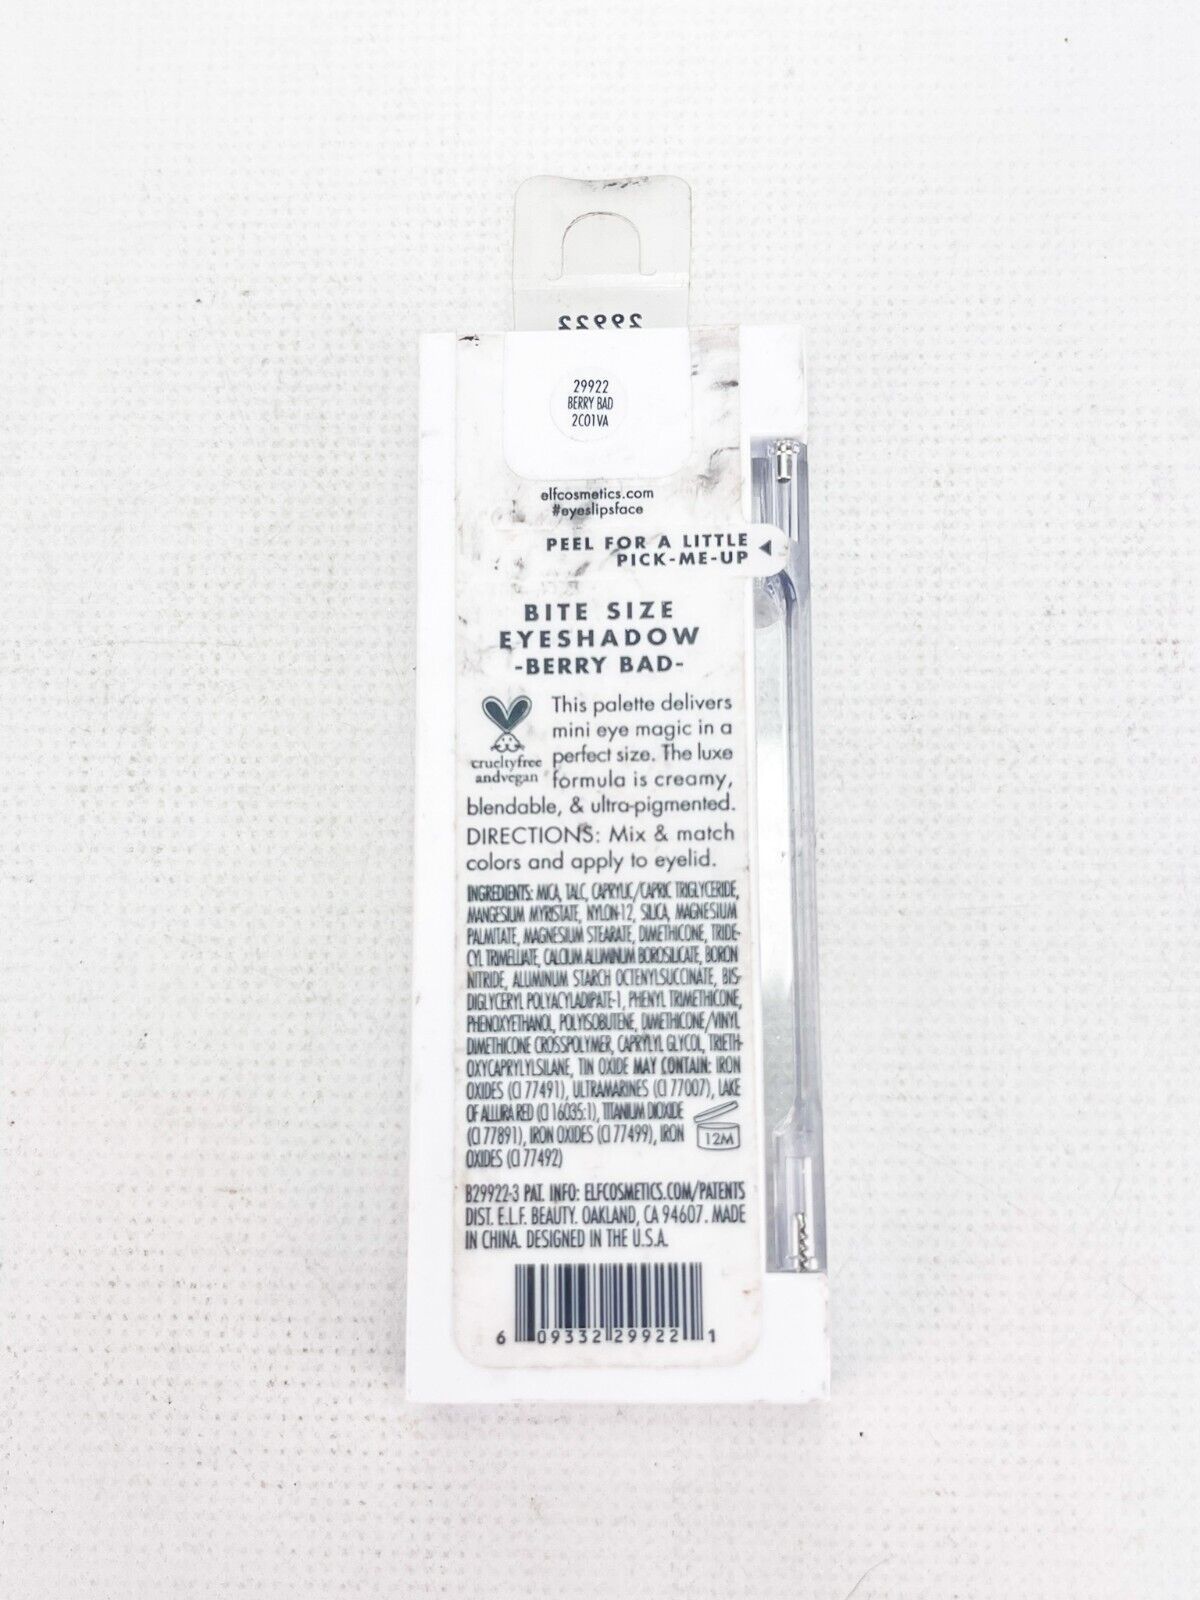 29922
29922
BERRY BAD
2C01VA
elfcosmetics.com
#eyeslipsface
PEEL FOR A LITTLE
PICK-ME-UP
BITE SIZE
EYESHADOW
-BERRY BAD-
crueltyfree
andvegan
This palette delivers
mini eye magic in a
perfect size. The luxe
formula is creamy,
blendable, & ultra-pigmented.
DIRECTIONS: Mix & match
colors and apply to eyelid.
INGREDIENTS: MICA, TALC, CAPRYLIC/CAPRIC TRIGLYCERIDE,
MANGESIUM MYRISTATE, NYLON-12, SILICA, MAGNESIUM
PALMITATE, MAGNESIUM STEARATE, DIMETHICONE, TRIDE-
CYL TRIMELLIATE, CALCIUM ALUMINUM BOROSILICATE, BORON
NITRIDE, ALUMINUM STARCH OCTENYLSUCCINATE, BIS-
DIGLYCERYL POLYACYLADIPATE-1, PHENYL TRIMETHICONE,
PHENOXYETHANOL, POLYISOBUTENE, DIMETHICONE/VINYL
DIMETHICONE CROSSPOLYMER, CAPRYLYL GLYCOL, TRIETH-
OXYCAPRYLYLSILANE, TIN OXIDE MAY CONTAIN: IRON
OXIDES (CI 77491), ULTRAMARINES (CI 77007), LAKE
OF ALLURA RED (CI 16035:1), TITANIUM DIOXIDE
(CI 77891), IRON OXIDES (CI 77499), IRON
OXIDES (CI 77492)
12M
B29922-3 PAT. INFO: ELFCOSMETICS.COM/PATENTS
DIST. E.L.F. BEAUTY. OAKLAND, CA 94607. MADE
IN CHINA. DESIGNED IN THE U.S.A.
6 09332 29922 1